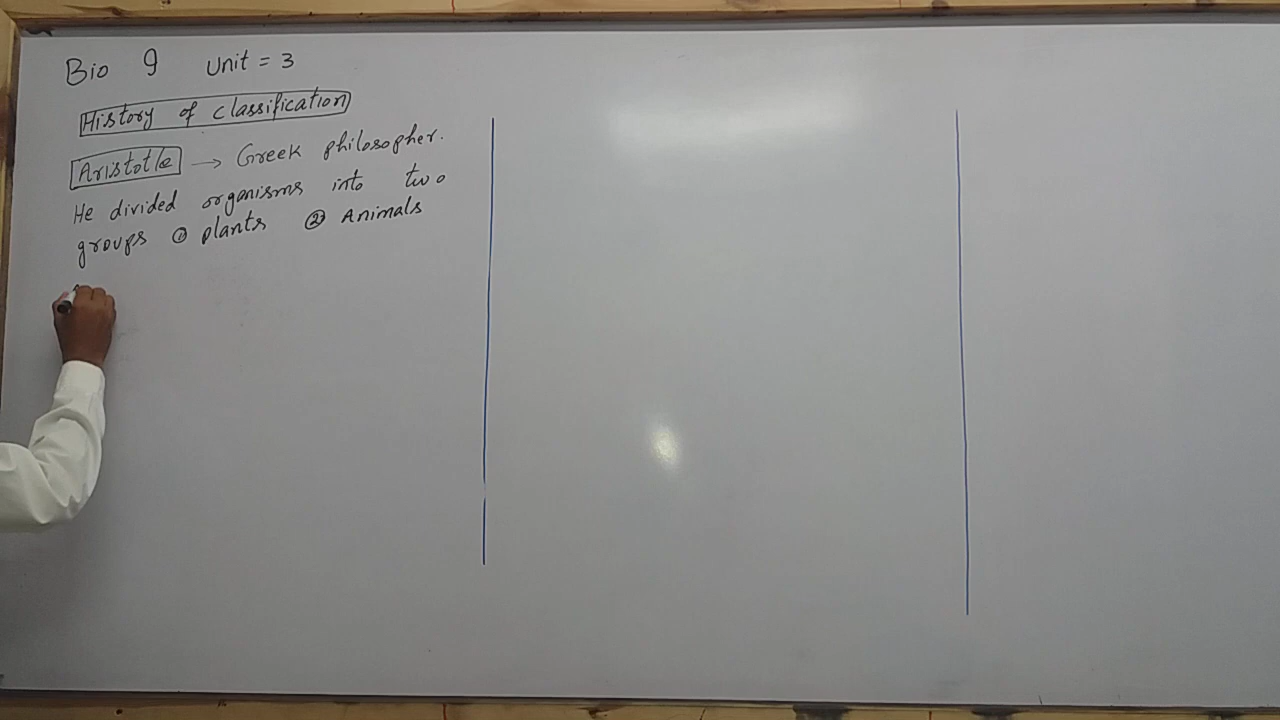 Bio 9 Unit = 3
History of classification
Aristotle → Greek philosopher.
He divided organisms into two
groups ① plants ② Animals